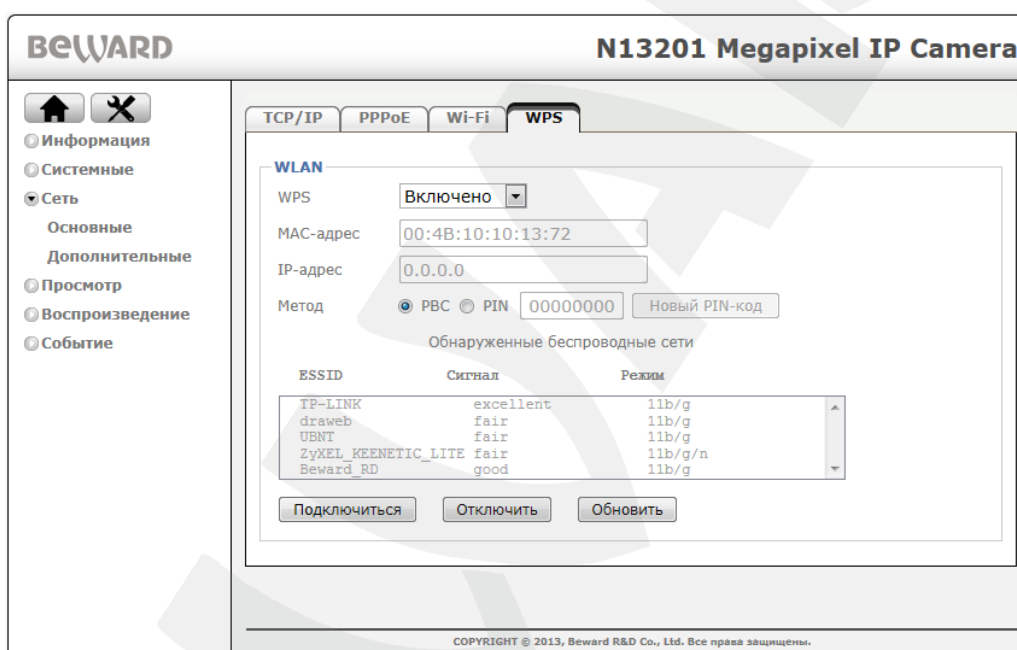 BEWARD
N13201 Megapixel IP Camera
Информация
Системные
Сеть
Основные
Дополнительные
Просмотр
Воспроизведение
Событие
TCP/IP PPPoE Wi-Fi WPS
WLAN
WPS Включено
MAC-адрес 00:4B:10:10:13:72
IP-адрес 0.0.0.0
Метод PBC PIN 00000000 Новый PIN-код
Обнаруженные беспроводные сети
ESSID Сигнал Режим
TP-LINK excellent 11b/g
draweb fair 11b/g
UBNT fair 11b/g
ZyXEL_KEENETIC_LITE fair 11b/g/n
Beward_RD good 11b/g
Подключиться Отключить Обновить
COPYRIGHT © 2013, Beward R&D Co., Ltd. Все права защищены.